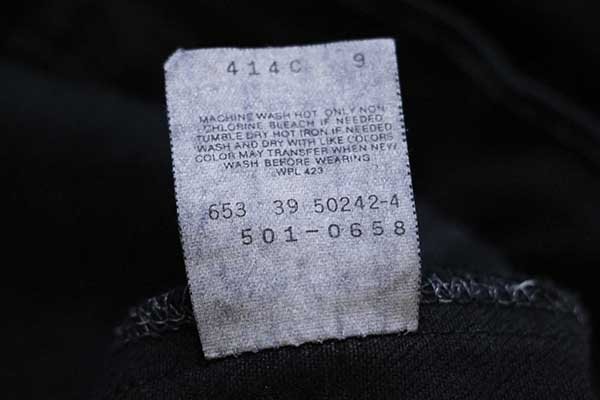 414C 9
MACHINE WASH HOT ONLY NON
CHLORINE BLEACH IF NEEDED
TUMBLE DRY HOT IRON IF NEEDED
WASH AND DRY WITH LIKE COLORS
COLOR MAY TRANSFER WHEN NEW
WASH BEFORE WEARING
WPL 423
653 39 50242-4
501-0658